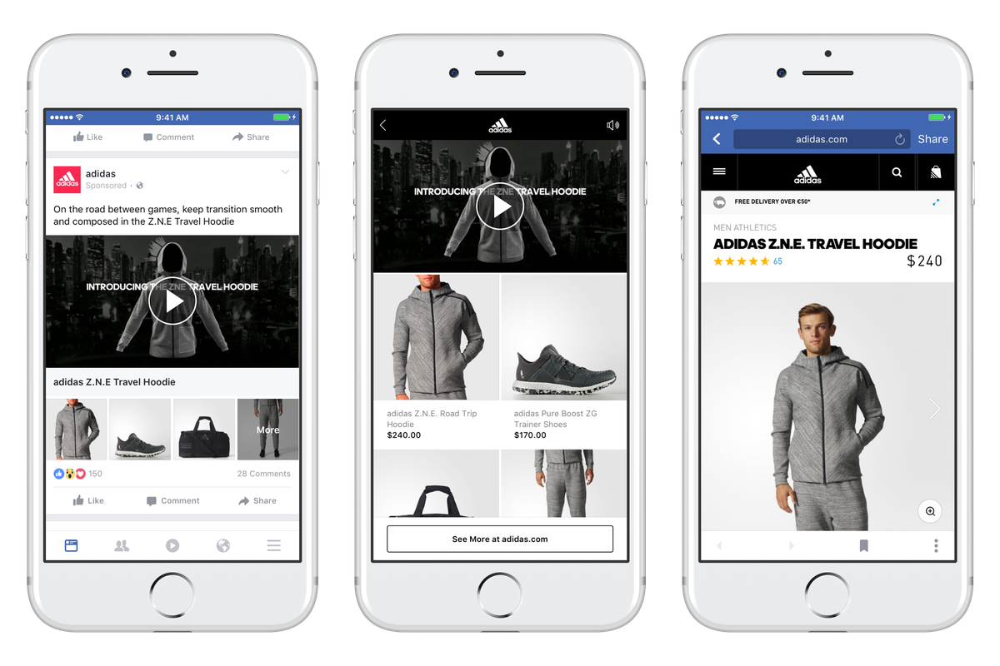 9:41 AM
Like Comment Share
adidas
adidas
Sponsored ·
On the road between games, keep transition smooth
and composed in the Z.N.E Travel Hoodie
INTRODUCING THE ZNE TRAVEL HOODIE
adidas Z.N.E Travel Hoodie
More
150 28 Comments
Like Comment Share
adidas
INTRODUCING THE ZNE TRAVEL HOODIE
adidas Z.N.E. Road Trip
Hoodie
$240.00
adidas Pure Boost ZG
Trainer Shoes
$170.00
See More at adidas.com
9:41 AM
adidas.com Share
adidas
FREE DELIVERY OVER €50*
MEN ATHLETICS
ADIDAS Z.N.E. TRAVEL HOODIE
65 $240